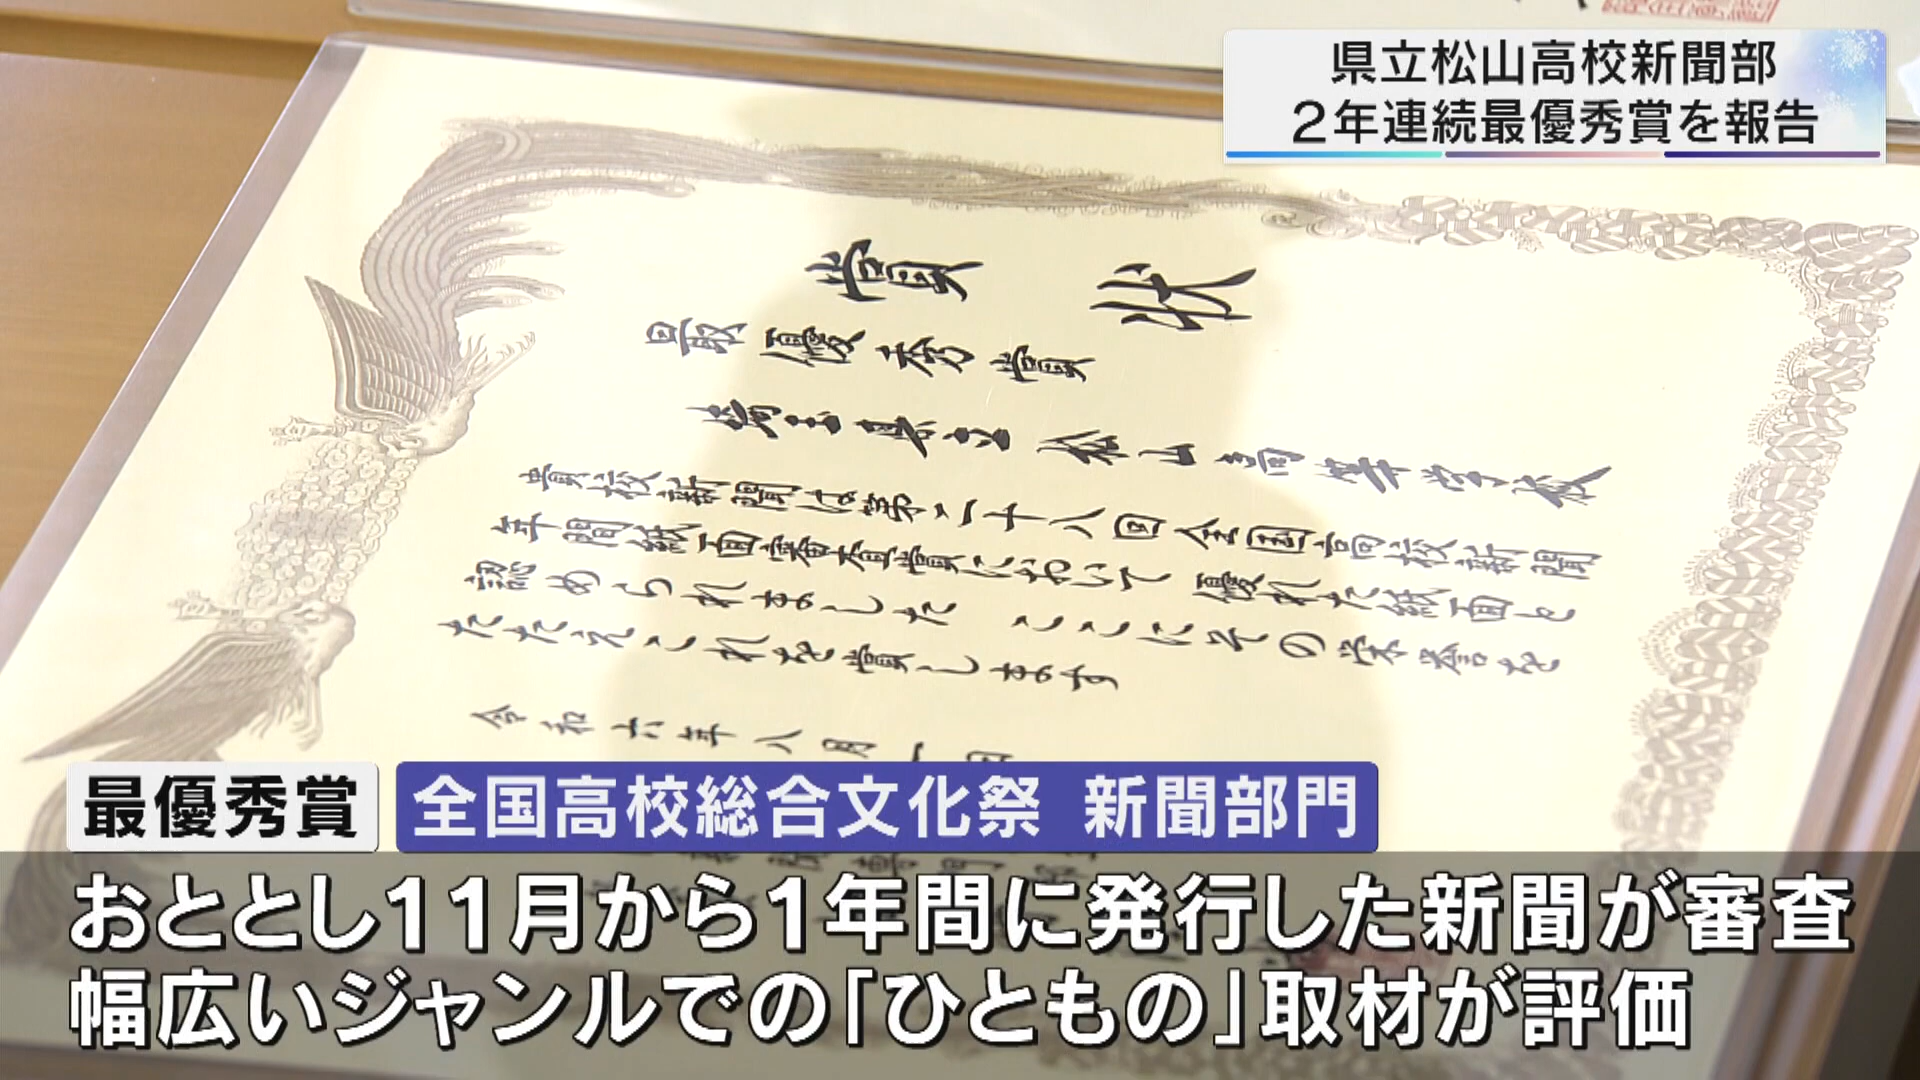 県立松山高校新聞部
２年連続最優秀賞を報告
賞状
最優秀賞
埼玉県立松山高等学校
貴校新聞は第二十八回全国高校新聞
年間紙面審査賞において優れた紙面と
認められました ここにその栄誉を
たたえこれを賞します
令和六年八月一日
最優秀賞 全国高校総合文化祭 新聞部門
おととし11月から1年間に発行した新聞が審査
幅広いジャンルでの「ひともの」取材が評価